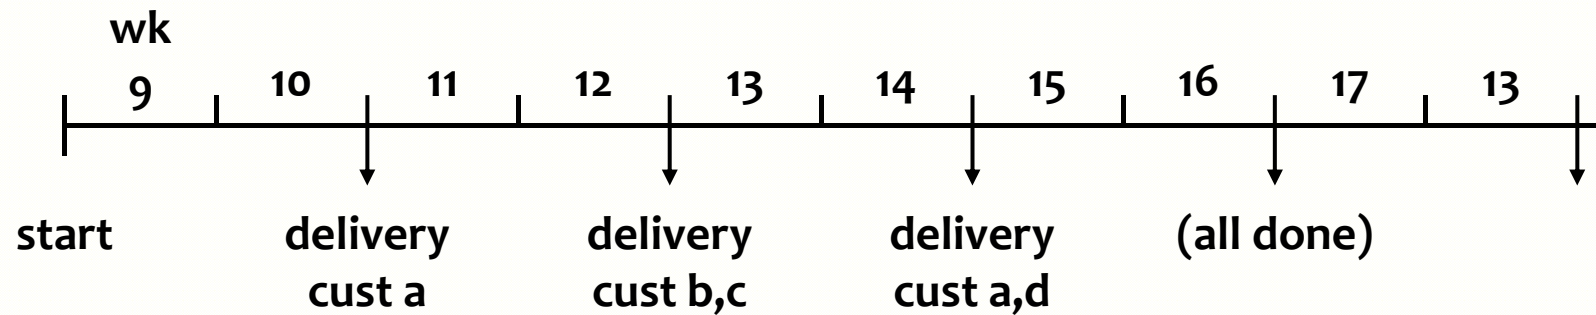 wk
9 10 11 12 13 14 15 16 17 13
start delivery delivery delivery (all done)
cust a cust b,c cust a,d